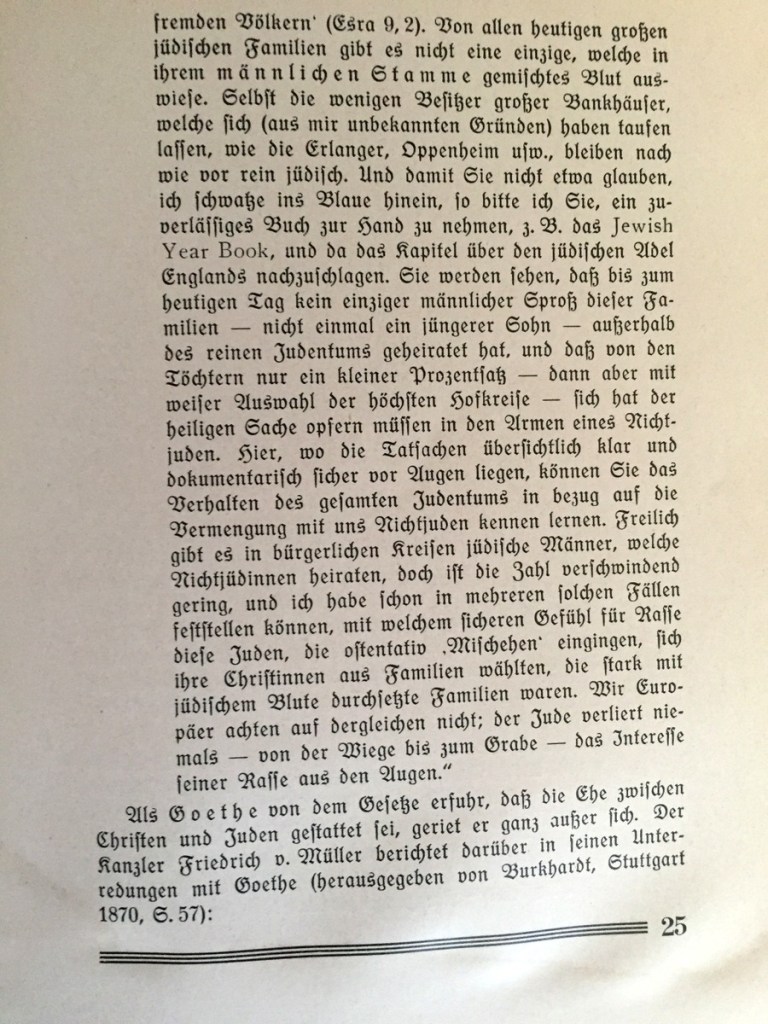 fremden Völkern‘ (Esra 9, 2). Von allen heutigen großen
jüdischen Familien gibt es nicht eine einzige, welche in
ihrem männlichen Stamme gemischtes Blut aus-
wiese. Selbst die wenigen Besitzer großer Bankhäuser,
welche sich (aus mir unbekannten Gründen) haben taufen
lassen, wie die Erlanger, Oppenheim usw., bleiben nach
wie vor rein jüdisch. Und damit Sie nicht etwa glauben,
ich schwatze ins Blaue hinein, so bitte ich Sie, ein zu-
verlässiges Buch zur Hand zu nehmen, z. B. das Jewish
Year Book, und da das Kapitel über den jüdischen Adel
Englands nachzuschlagen. Sie werden sehen, daß bis zum
heutigen Tag kein einziger männlicher Sproß dieser Fa-
milien — nicht einmal ein jüngerer Sohn — außerhalb
des reinen Judentums geheiratet hat, und daß von den
Töchtern nur ein kleiner Prozentsatz — dann aber mit
weiser Auswahl der höchsten Hofkreise — sich hat der
heiligen Sache opfern müssen in den Armen eines Nicht-
juden. Hier, wo die Tatsachen übersichtlich klar und
dokumentarisch sicher vor Augen liegen, können Sie das
Verhalten des gesamten Judentums in bezug auf die
Vermengung mit uns Nichtjuden kennen lernen. Freilich
gibt es in bürgerlichen Kreisen jüdische Männer, welche
Nichtjüdinnen heiraten, doch ist die Zahl verschwindend
gering, und ich habe schon in mehreren solchen Fällen
feststellen können, mit welchem sicheren Gefühl für Rasse
diese Juden, die ostentativ ‚Mischehen‘ eingingen, sich
ihre Christinnen aus Familien wählten, die stark mit
jüdischem Blute durchsetzte Familien waren. Wir Euro-
päer achten auf dergleichen nicht; der Jude verliert nie-
mals — von der Wiege bis zum Grabe — das Interesse
seiner Rasse aus den Augen.“
Als Goethe von dem Gesetze erfuhr, daß die Ehe zwischen
Christen und Juden gestattet sei, geriet er ganz außer sich. Der
Kanzler Friedrich v. Müller berichtet darüber in seinen Unter-
redungen mit Goethe (herausgegeben von Burkhardt, Stuttgart
1870, S. 57):
25